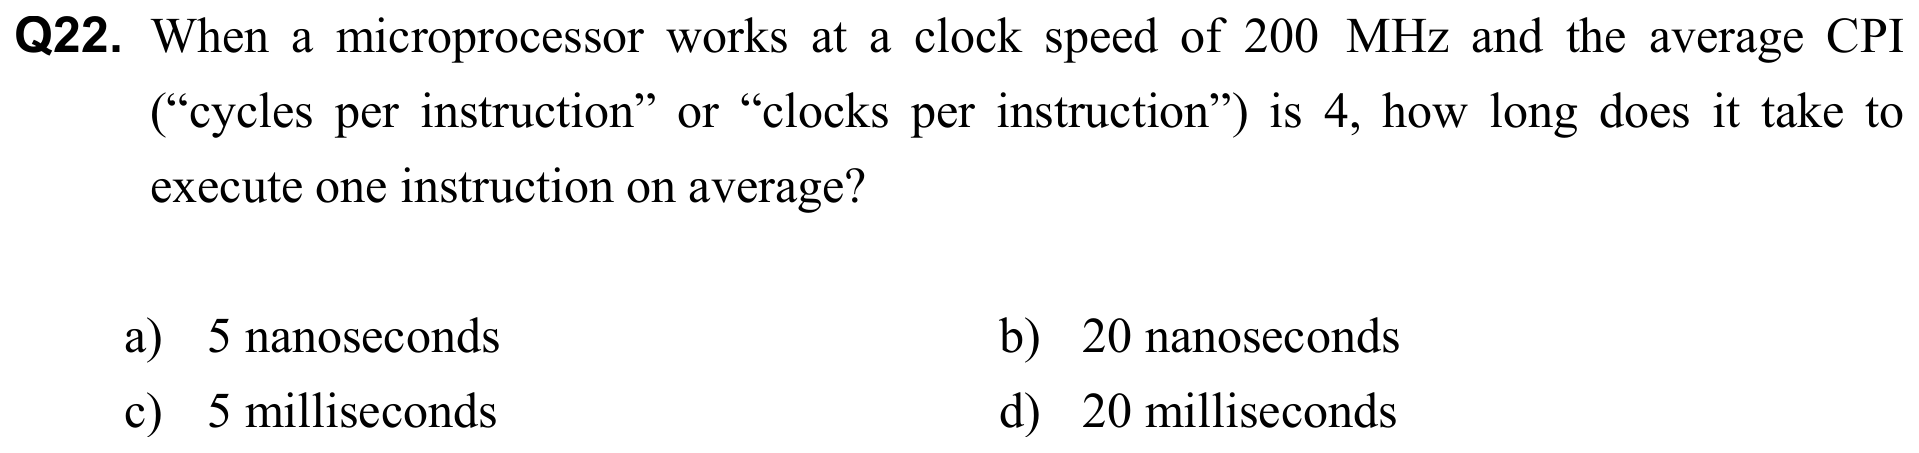 Q22. When a microprocessor works at a clock speed of 200 MHz and the average CPI
(“cycles per instruction” or “clocks per instruction”) is 4, how long does it take to
execute one instruction on average?
a) 5 nanoseconds b) 20 nanoseconds
c) 5 milliseconds d) 20 milliseconds